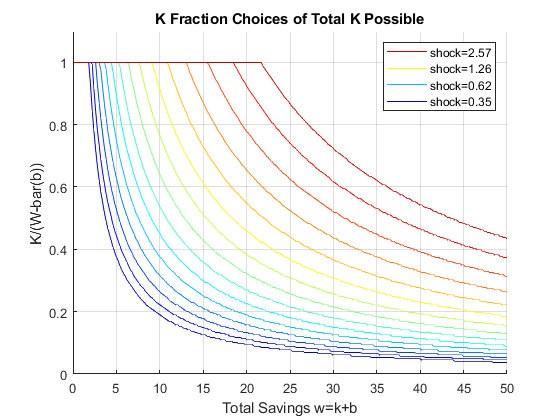 K Fraction Choices of Total K Possible
shock=2.57
shock=1.26
shock=0.62
shock=0.35
K/(W-bar(b))
1
0.8
0.6
0.4
0.2
0
0 5 10 15 20 25 30 35 40 45 50
Total Savings w=k+b